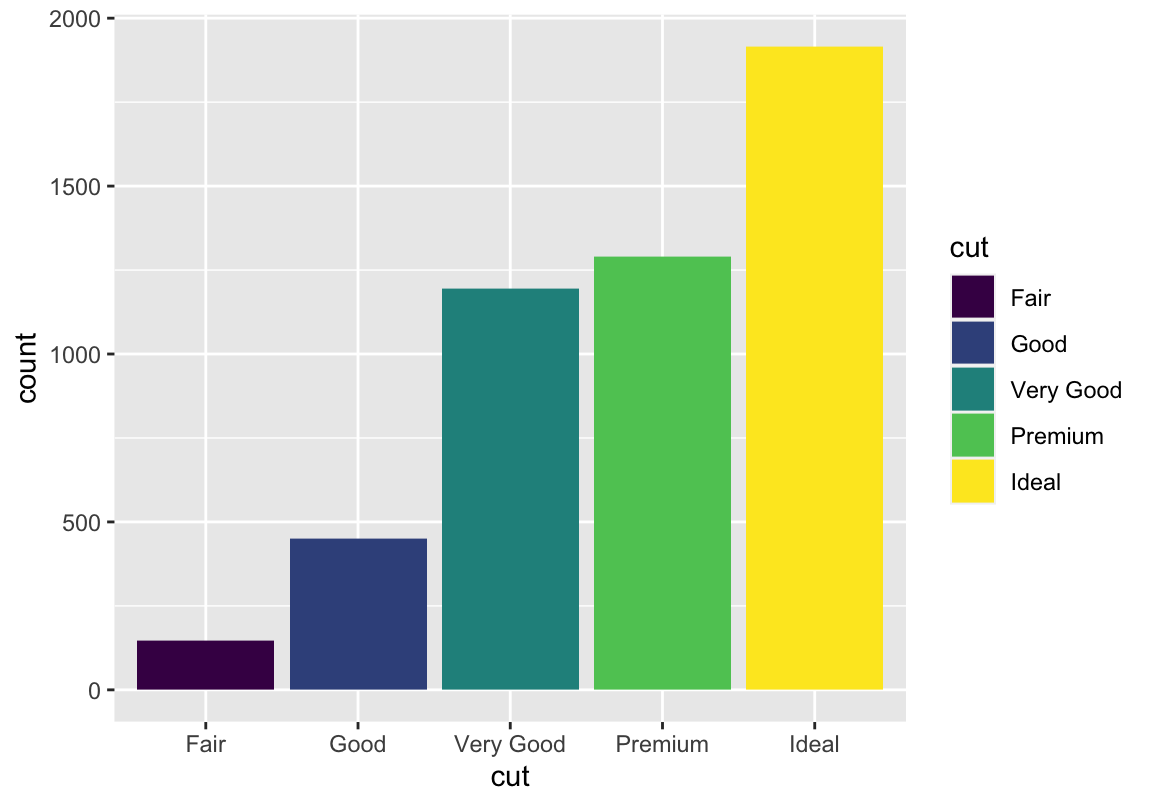 2000
1500
1000
500
0
count
Fair
Good
Very Good
Premium
Ideal
cut
cut
Fair
Good
Very Good
Premium
Ideal